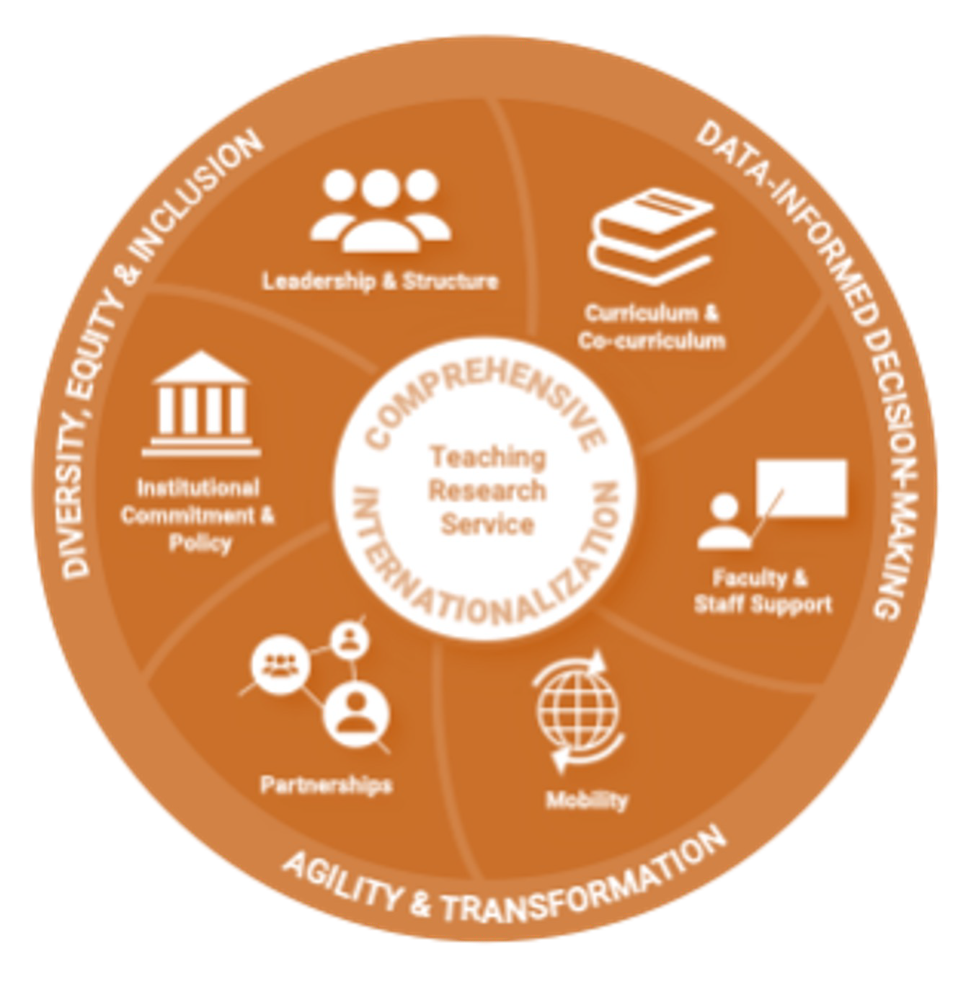 DIVERSITY, EQUITY & INCLUSION
DATA-INFORMED DECISION-MAKING
AGILITY & TRANSFORMATION
Leadership & Structure
Curriculum &
Co-curriculum
Faculty &
Staff Support
Mobility
Partnerships
Institutional
Commitment &
Policy
COMPREHENSIVE
INTERNATIONALIZATION
Teaching
Research
Service